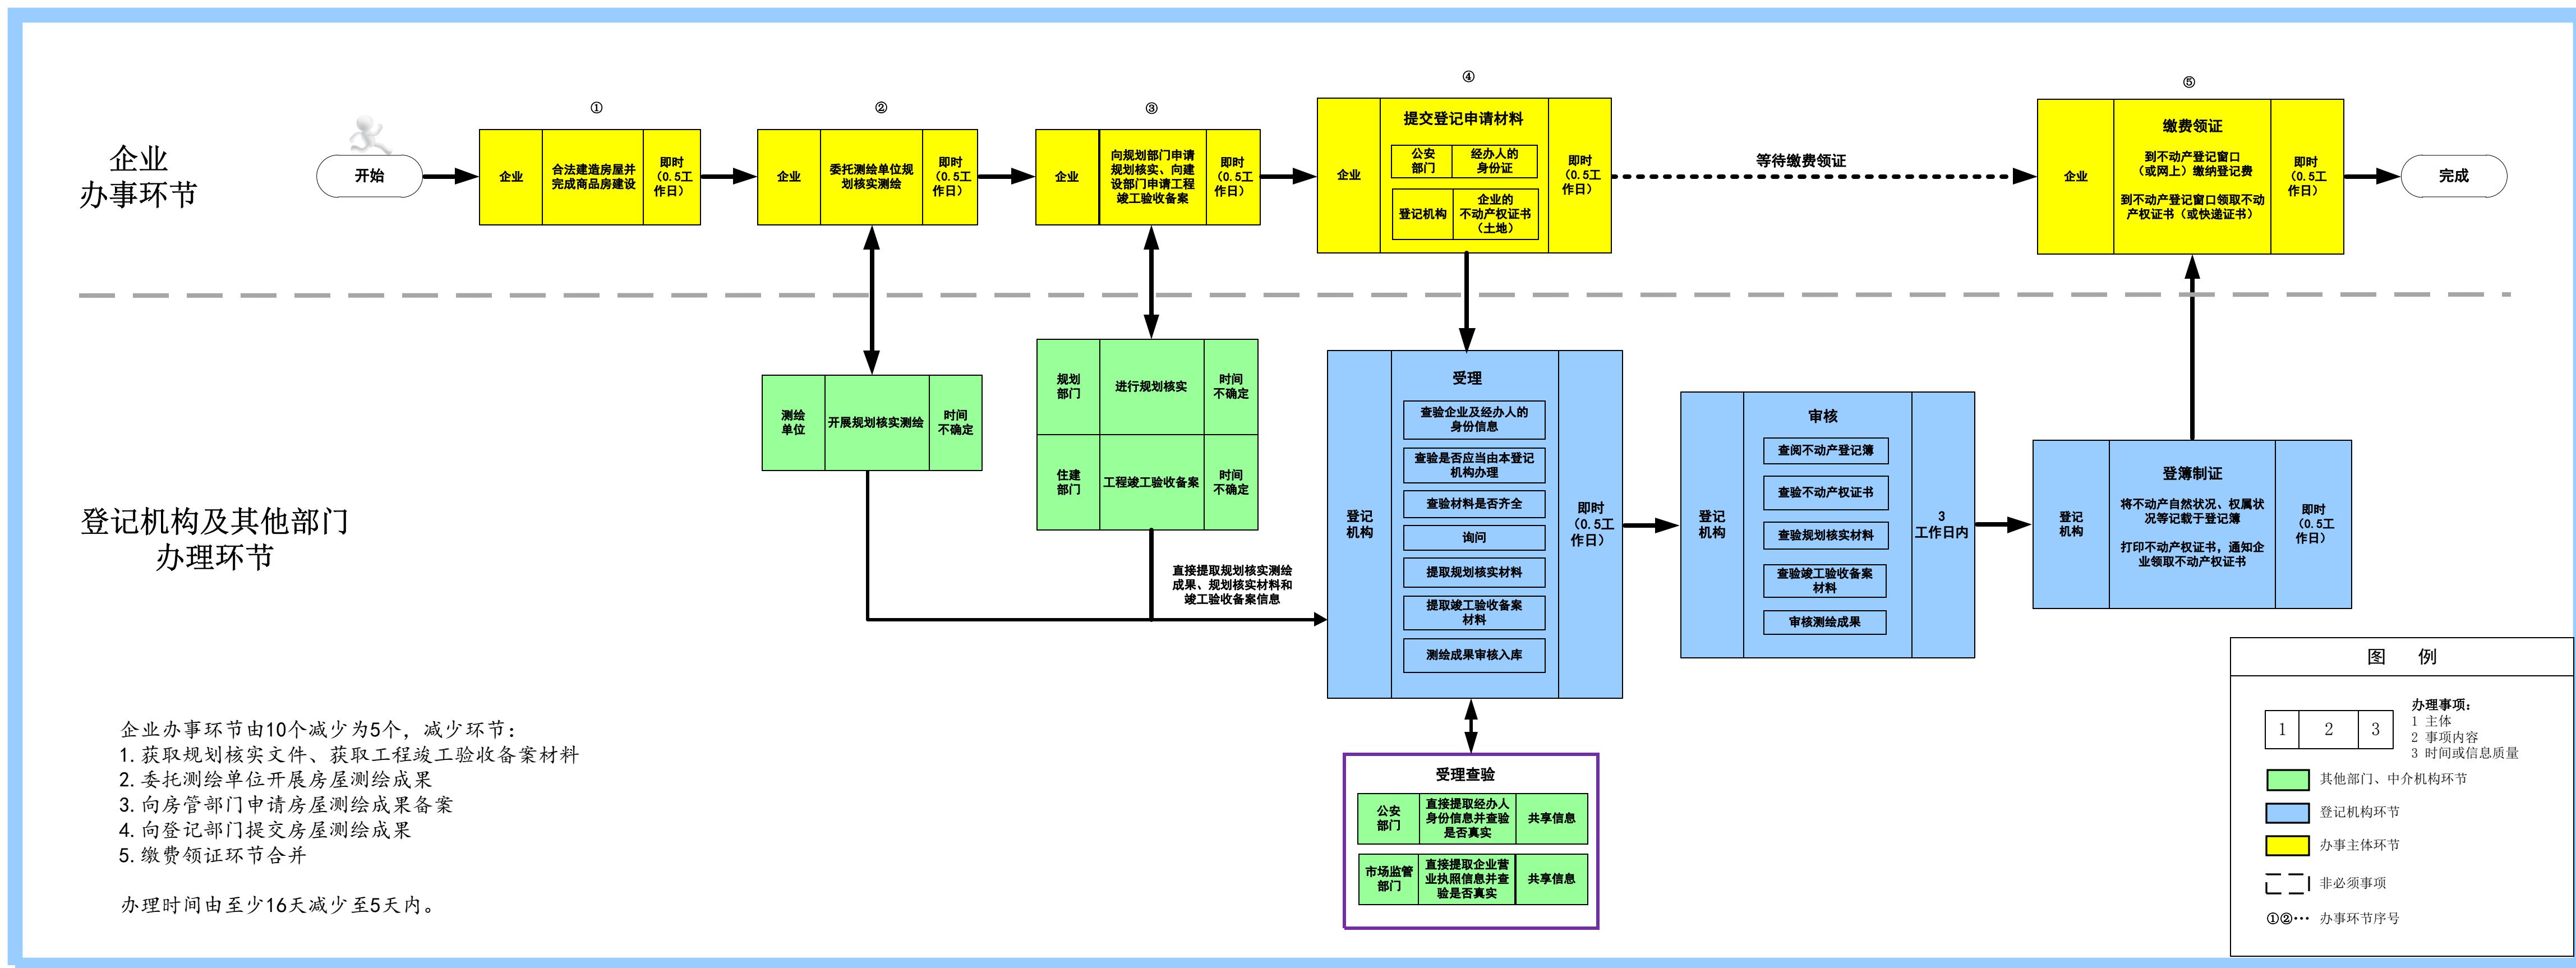 企业
办事环节
开始
①
企业
合法建造房屋并
完成商品房建设
即时
（0.5工
作日）
②
企业
委托测绘单位规
划核实测绘
即时
（0.5工
作日）
③
企业
向规划部门申请
规划核实、向建
设部门申请工程
竣工验收备案
即时
（0.5工
作日）
④
企业
提交登记申请材料
公安
部门
经办人的
身份证
登记机构
企业的
不动产权证书
（土地）
即时
（0.5工
作日）
等待缴费领证
⑤
企业
缴费领证
到不动产登记窗口
（或网上）缴纳登记费
到不动产登记窗口领取不动
产权证书（或快递证书）
即时
（0.5工
作日）
完成
登记机构及其他部门
办理环节
测绘
单位
开展规划核实测绘
时间
不确定
规划
部门
进行规划核实
时间
不确定
住建
部门
工程竣工验收备案
时间
不确定
直接提取规划核实测绘
成果、规划核实材料和
竣工验收备案信息
登记
机构
受理
查验企业及经办人的
身份信息
查验是否应当由本登记
机构办理
查验材料是否齐全
询问
提取规划核实材料
提取竣工验收备案
材料
测绘成果审核入库
即时
（0.5工
作日）
登记
机构
审核
查阅不动产登记簿
查验不动产权证书
查验规划核实材料
查验竣工验收备案
材料
审核测绘成果
3
工作日内
登记
机构
登簿制证
将不动产自然状况、权属状
况等记载于登记簿
打印不动产权证书，通知企
业领取不动产权证书
即时
（0.5工
作日）
受理查验
公安
部门
直接提取经办人
身份信息并查验
是否真实
共享信息
市场监管
部门
直接提取企业营
业执照信息并查
验是否真实
共享信息
企业办事环节由10个减少为5个，减少环节：
1.获取规划核实文件、获取工程竣工验收备案材料
2.委托测绘单位开展房屋测绘成果
3.向房管部门申请房屋测绘成果备案
4.向登记部门提交房屋测绘成果
5.缴费领证环节合并
办理时间由至少16天减少至5天内。
图 例
1 2 3
办理事项：
1 主体
2 事项内容
3 时间或信息质量
其他部门、中介机构环节
登记机构环节
办事主体环节
非必须事项
①②… 办事环节序号